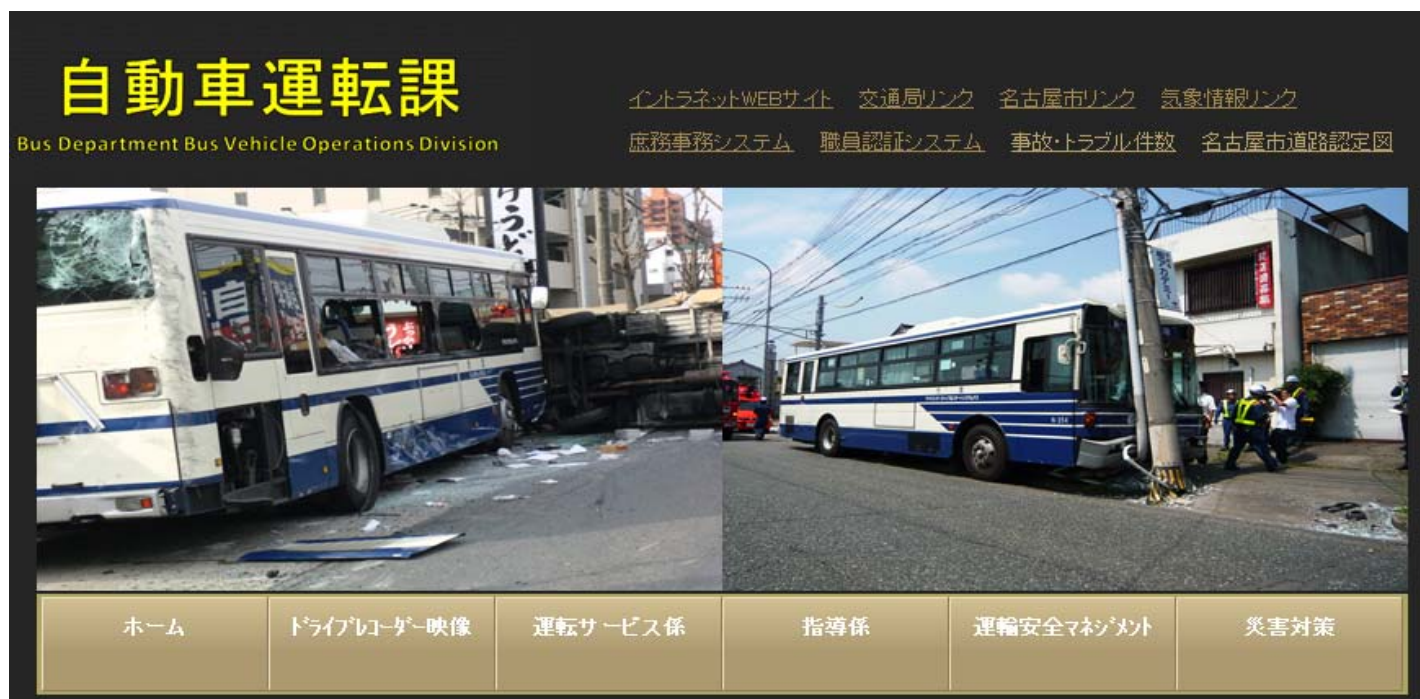 自動車運転課
Bus Department Bus Vehicle Operations Division
イントラネットWEBサイト 交通局リンク 名古屋市リンク 気象情報リンク
庶務事務システム 職員認証システム 事故・トラブル件数 名古屋市道路認定図
ホーム ﾄﾞﾗｲﾌﾞﾚｺｰﾀﾞｰ映像 運転サービス係 指導係 運輸安全ﾏﾈｼﾞﾒﾝﾄ 災害対策